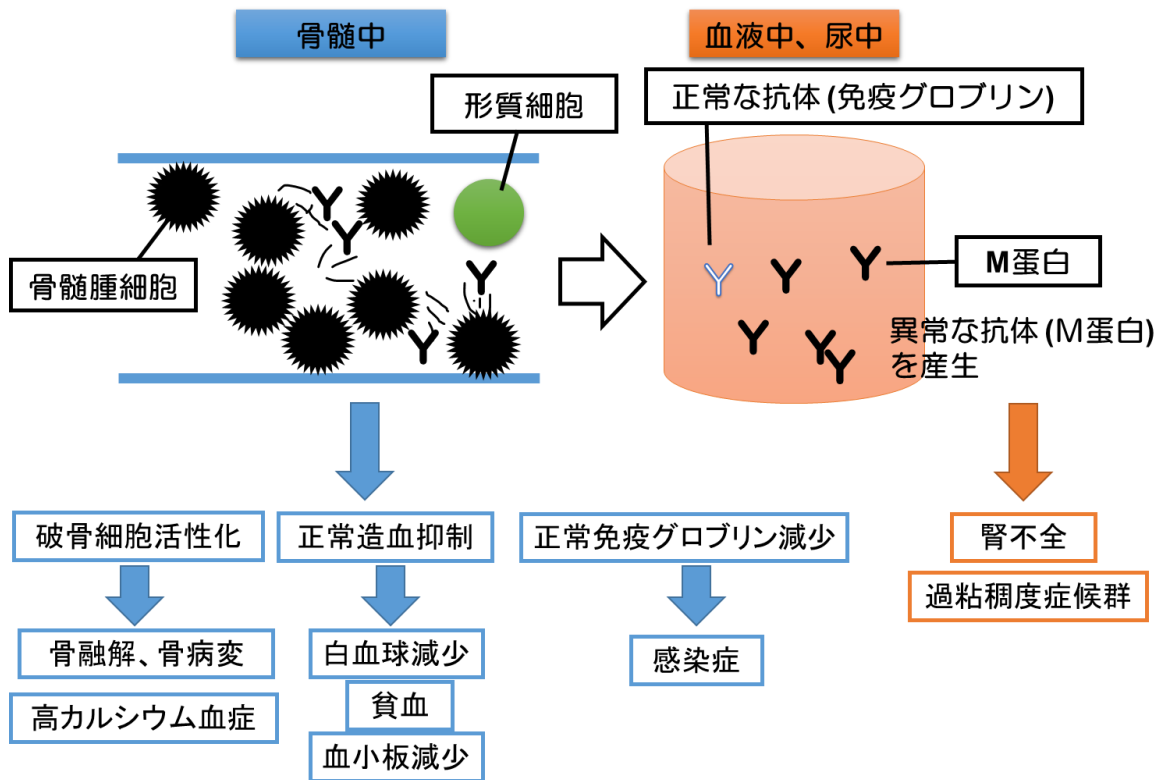 骨髄中
血液中、尿中
形質細胞
正常な抗体(免疫グロブリン)
骨髄腫細胞
M蛋白
異常な抗体(M蛋白)
を産生
破骨細胞活性化
正常造血抑制
正常免疫グロブリン減少
腎不全
過粘稠度症候群
骨融解、骨病変
高カルシウム血症
白血球減少
貧血
血小板減少
感染症